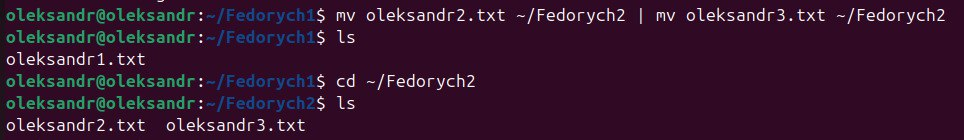 oleksandr@oleksandr:~/Fedorych1$ mv oleksandr2.txt ~/Fedorych2 | mv oleksandr3.txt ~/Fedorych2
oleksandr@oleksandr:~/Fedorych1$ ls
oleksandr1.txt
oleksandr@oleksandr:~/Fedorych1$ cd ~/Fedorych2
oleksandr@oleksandr:~/Fedorych2$ ls
oleksandr2.txt  oleksandr3.txt